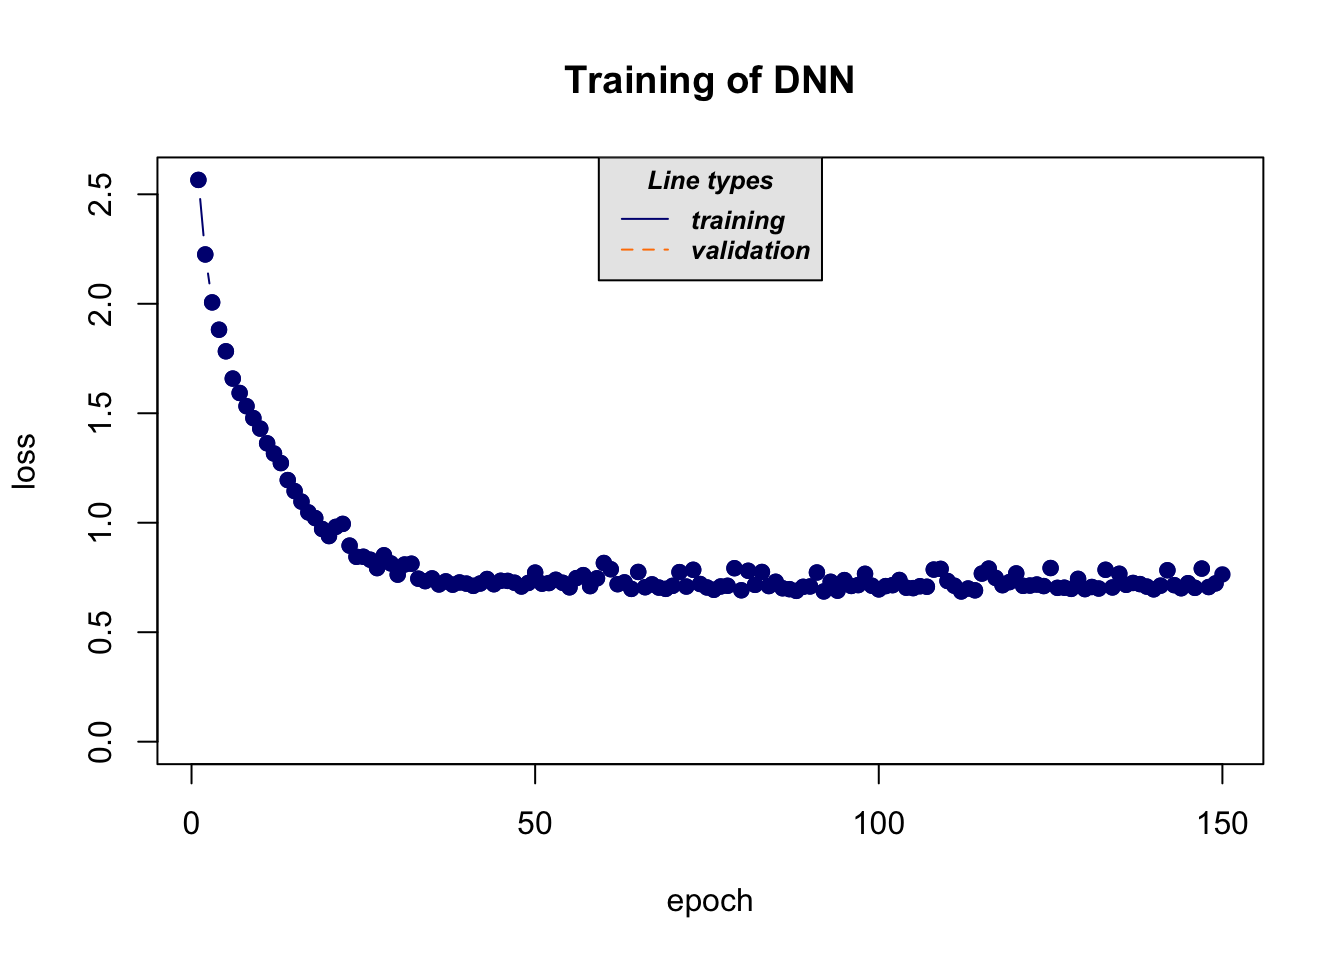 Training of DNN
Line types
training
validation
2.5
2.0
1.5
1.0
0.5
0.0
loss
0 50 100 150
epoch